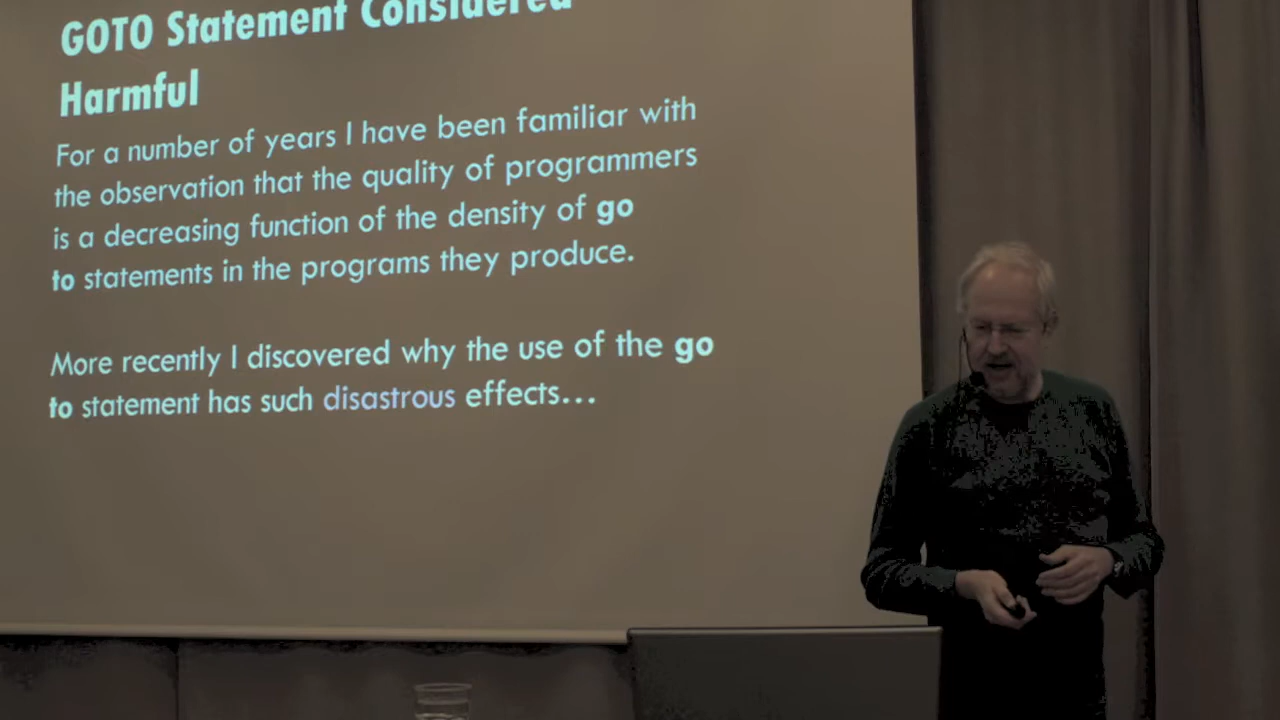 GOTO Statement Considered
Harmful
For a number of years I have been familiar with
the observation that the quality of programmers
is a decreasing function of the density of go
to statements in the programs they produce.
More recently I discovered why the use of the go
to statement has such disastrous effects…